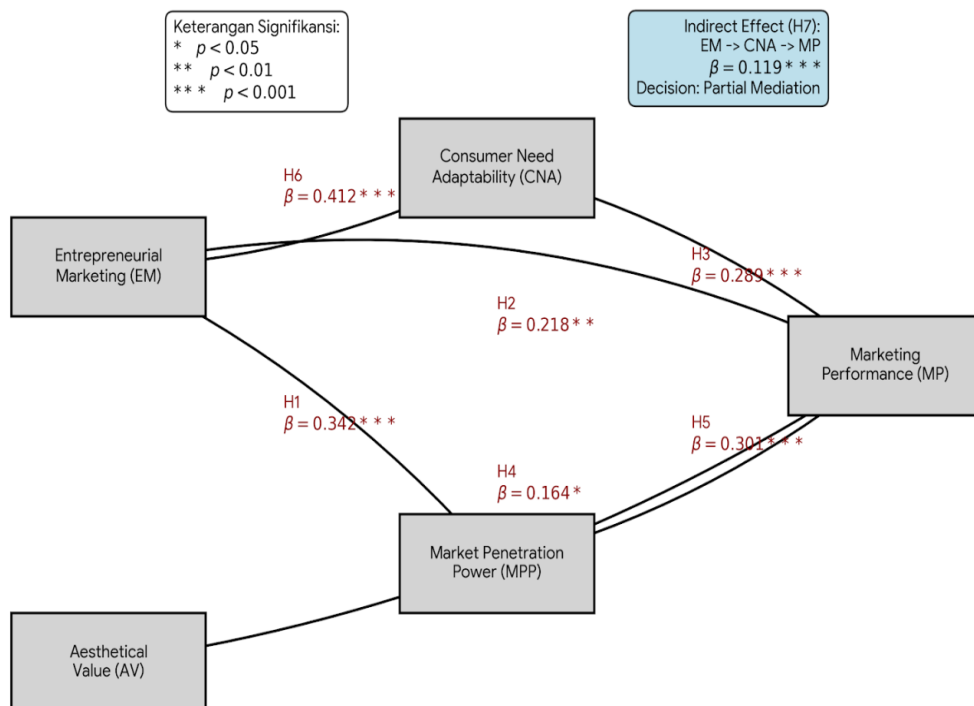 Keterangan Signifikansi:
* p < 0.05
** p < 0.01
*** p < 0.001
Indirect Effect (H7):
EM -> CNA -> MP
β = 0.119***
Decision: Partial Mediation
Consumer Need
Adaptability (CNA)
H6
β = 0.412***
Entrepreneurial
Marketing (EM)
H3
β = 0.289***
H2
β = 0.218**
Marketing
Performance (MP)
H1
β = 0.342***
H5
β = 0.301***
H4
β = 0.164*
Market Penetration
Power (MPP)
Aesthetical
Value (AV)